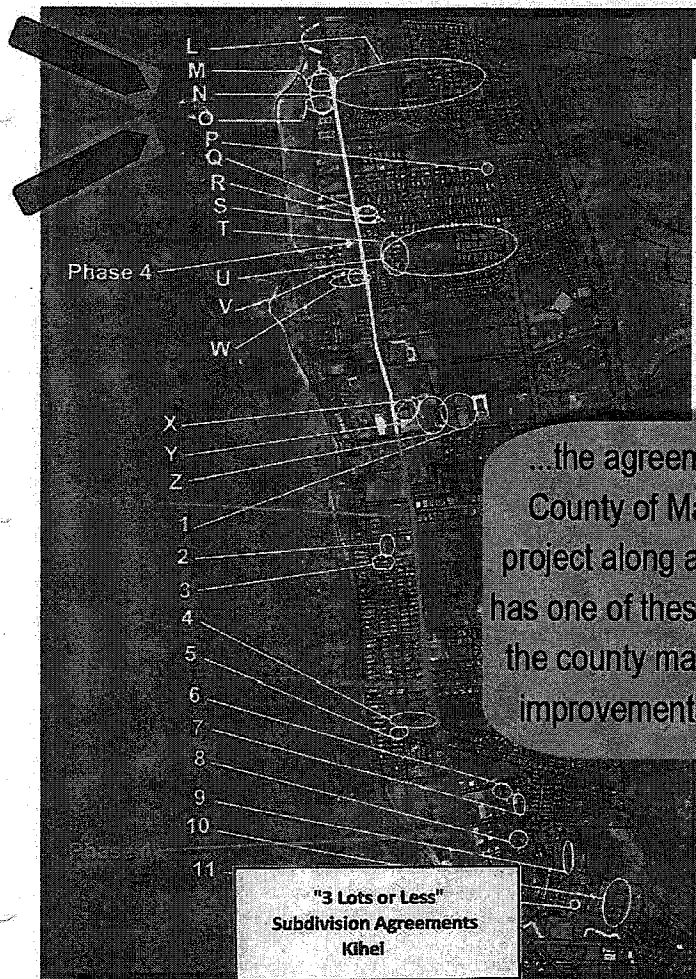 L
M
N
O
P
Q
R
S
T
Phase 4
U
V
W
X
Y
Z
1
2
3
4
5
6
7
8
9
10
11
...the agreen
County of Ma
project along a
has one of thes
the county ma
improvement
"3 Lots or Less"
Subdivision Agreements
Kihei